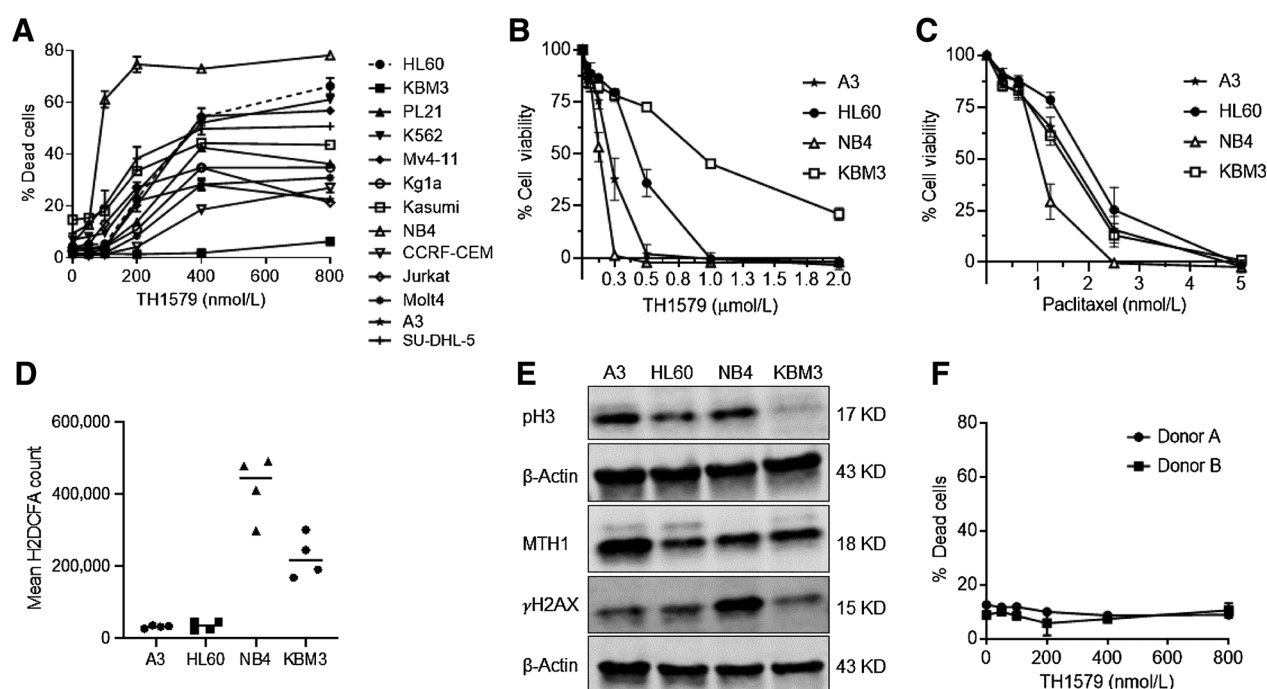 A
80
60
40
20
0
% Dead cells
0 200 400 600 800
TH1579 (nmol/L)
HL60
KBM3
PL21
K562
Mv4-11
Kg1a
Kasumi
NB4
CCRF-CEM
Jurkat
Molt4
A3
SU-DHL-5
B
100
75
50
25
0
% Cell viability
0.3 0.5 0.8 1.0 1.3 1.5 1.8 2.0
TH1579 (μmol/L)
A3
HL60
NB4
KBM3
C
100
75
50
25
0
% Cell viability
1 2 3 4 5
Paclitaxel (nmol/L)
A3
HL60
NB4
KBM3
D
600,000
400,000
200,000
0
Mean H2DCFA count
A3 HL60 NB4 KBM3
E
A3 HL60 NB4 KBM3
pH3 17 KD
β-Actin 43 KD
MTH1 18 KD
γH2AX 15 KD
β-Actin 43 KD
F
80
60
40
20
0
% Dead cells
0 200 400 600 800
TH1579 (nmol/L)
Donor A
Donor B